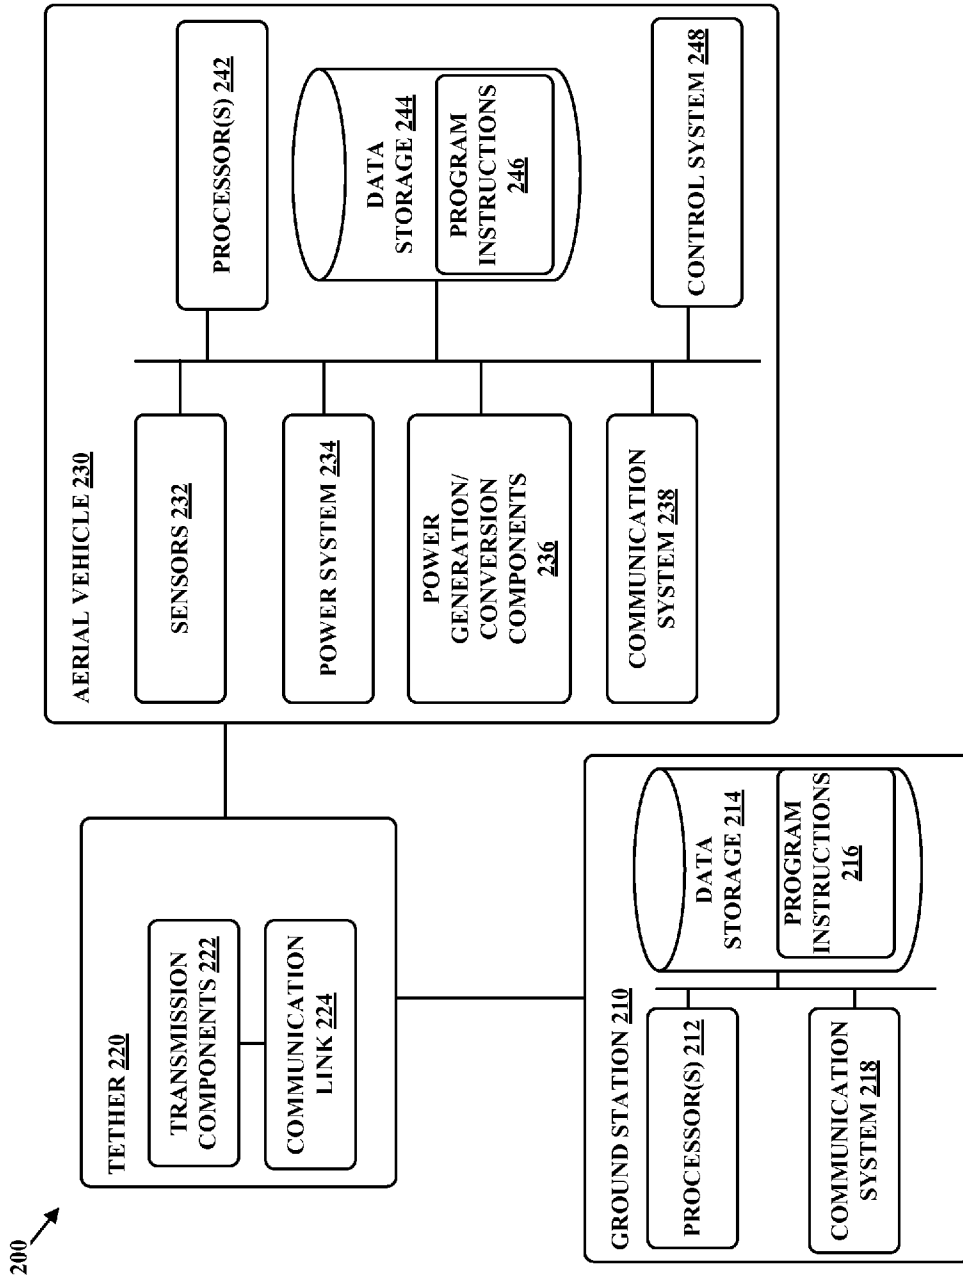 200
TETHER 220
TRANSMISSION
COMPONENTS 222
COMMUNICATION
LINK 224
GROUND STATION 210
PROCESSOR(S) 212
COMMUNICATION
SYSTEM 218
DATA
STORAGE 214
PROGRAM
INSTRUCTIONS
216
AERIAL VEHICLE 230
SENSORS 232
POWER SYSTEM 234
POWER
GENERATION/
CONVERSION
COMPONENTS
236
COMMUNICATION
SYSTEM 238
PROCESSOR(S) 242
DATA
STORAGE 244
PROGRAM
INSTRUCTIONS
246
CONTROL SYSTEM 248